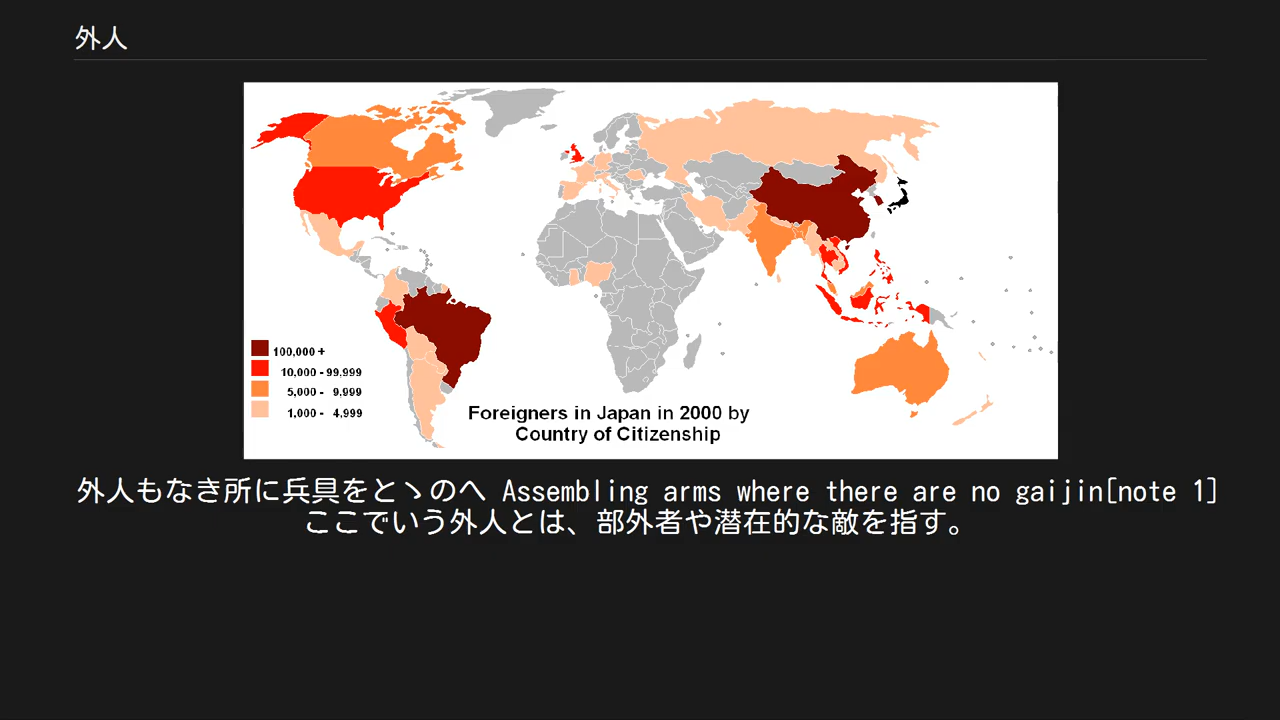 外人
100,000 +
10,000 - 99.999
5,000 - 9.999
1,000 - 4.999
Foreigners in Japan in 2000 by
Country of Citizenship
外人もなき所に兵具をとゝのへ Assembling arms where there are no gaijin[note 1]
ここでいう外人とは、部外者や潜在的な敵を指す。